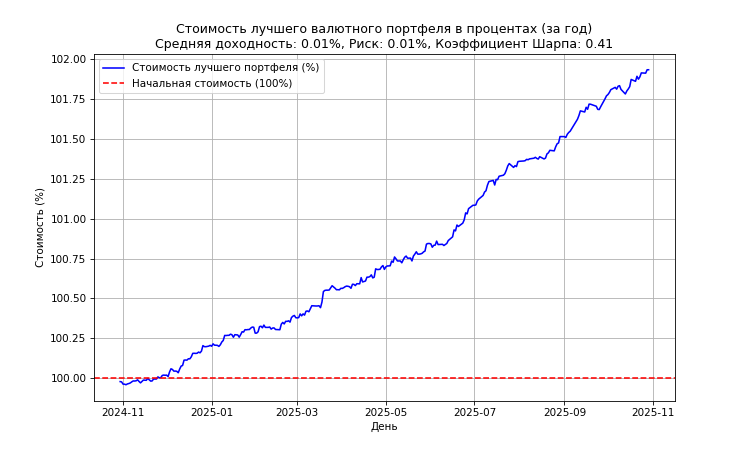 Стоимость лучшего валютного портфеля в процентах (за год)
Средняя доходность: 0.01%, Риск: 0.01%, Коэффициент Шарпа: 0.41
Стоимость лучшего портфеля (%)
Начальная стоимость (100%)
Стоимость (%)
102.00
101.75
101.50
101.25
101.00
100.75
100.50
100.25
100.00
2024-11 2025-01 2025-03 2025-05 2025-07 2025-09 2025-11
День